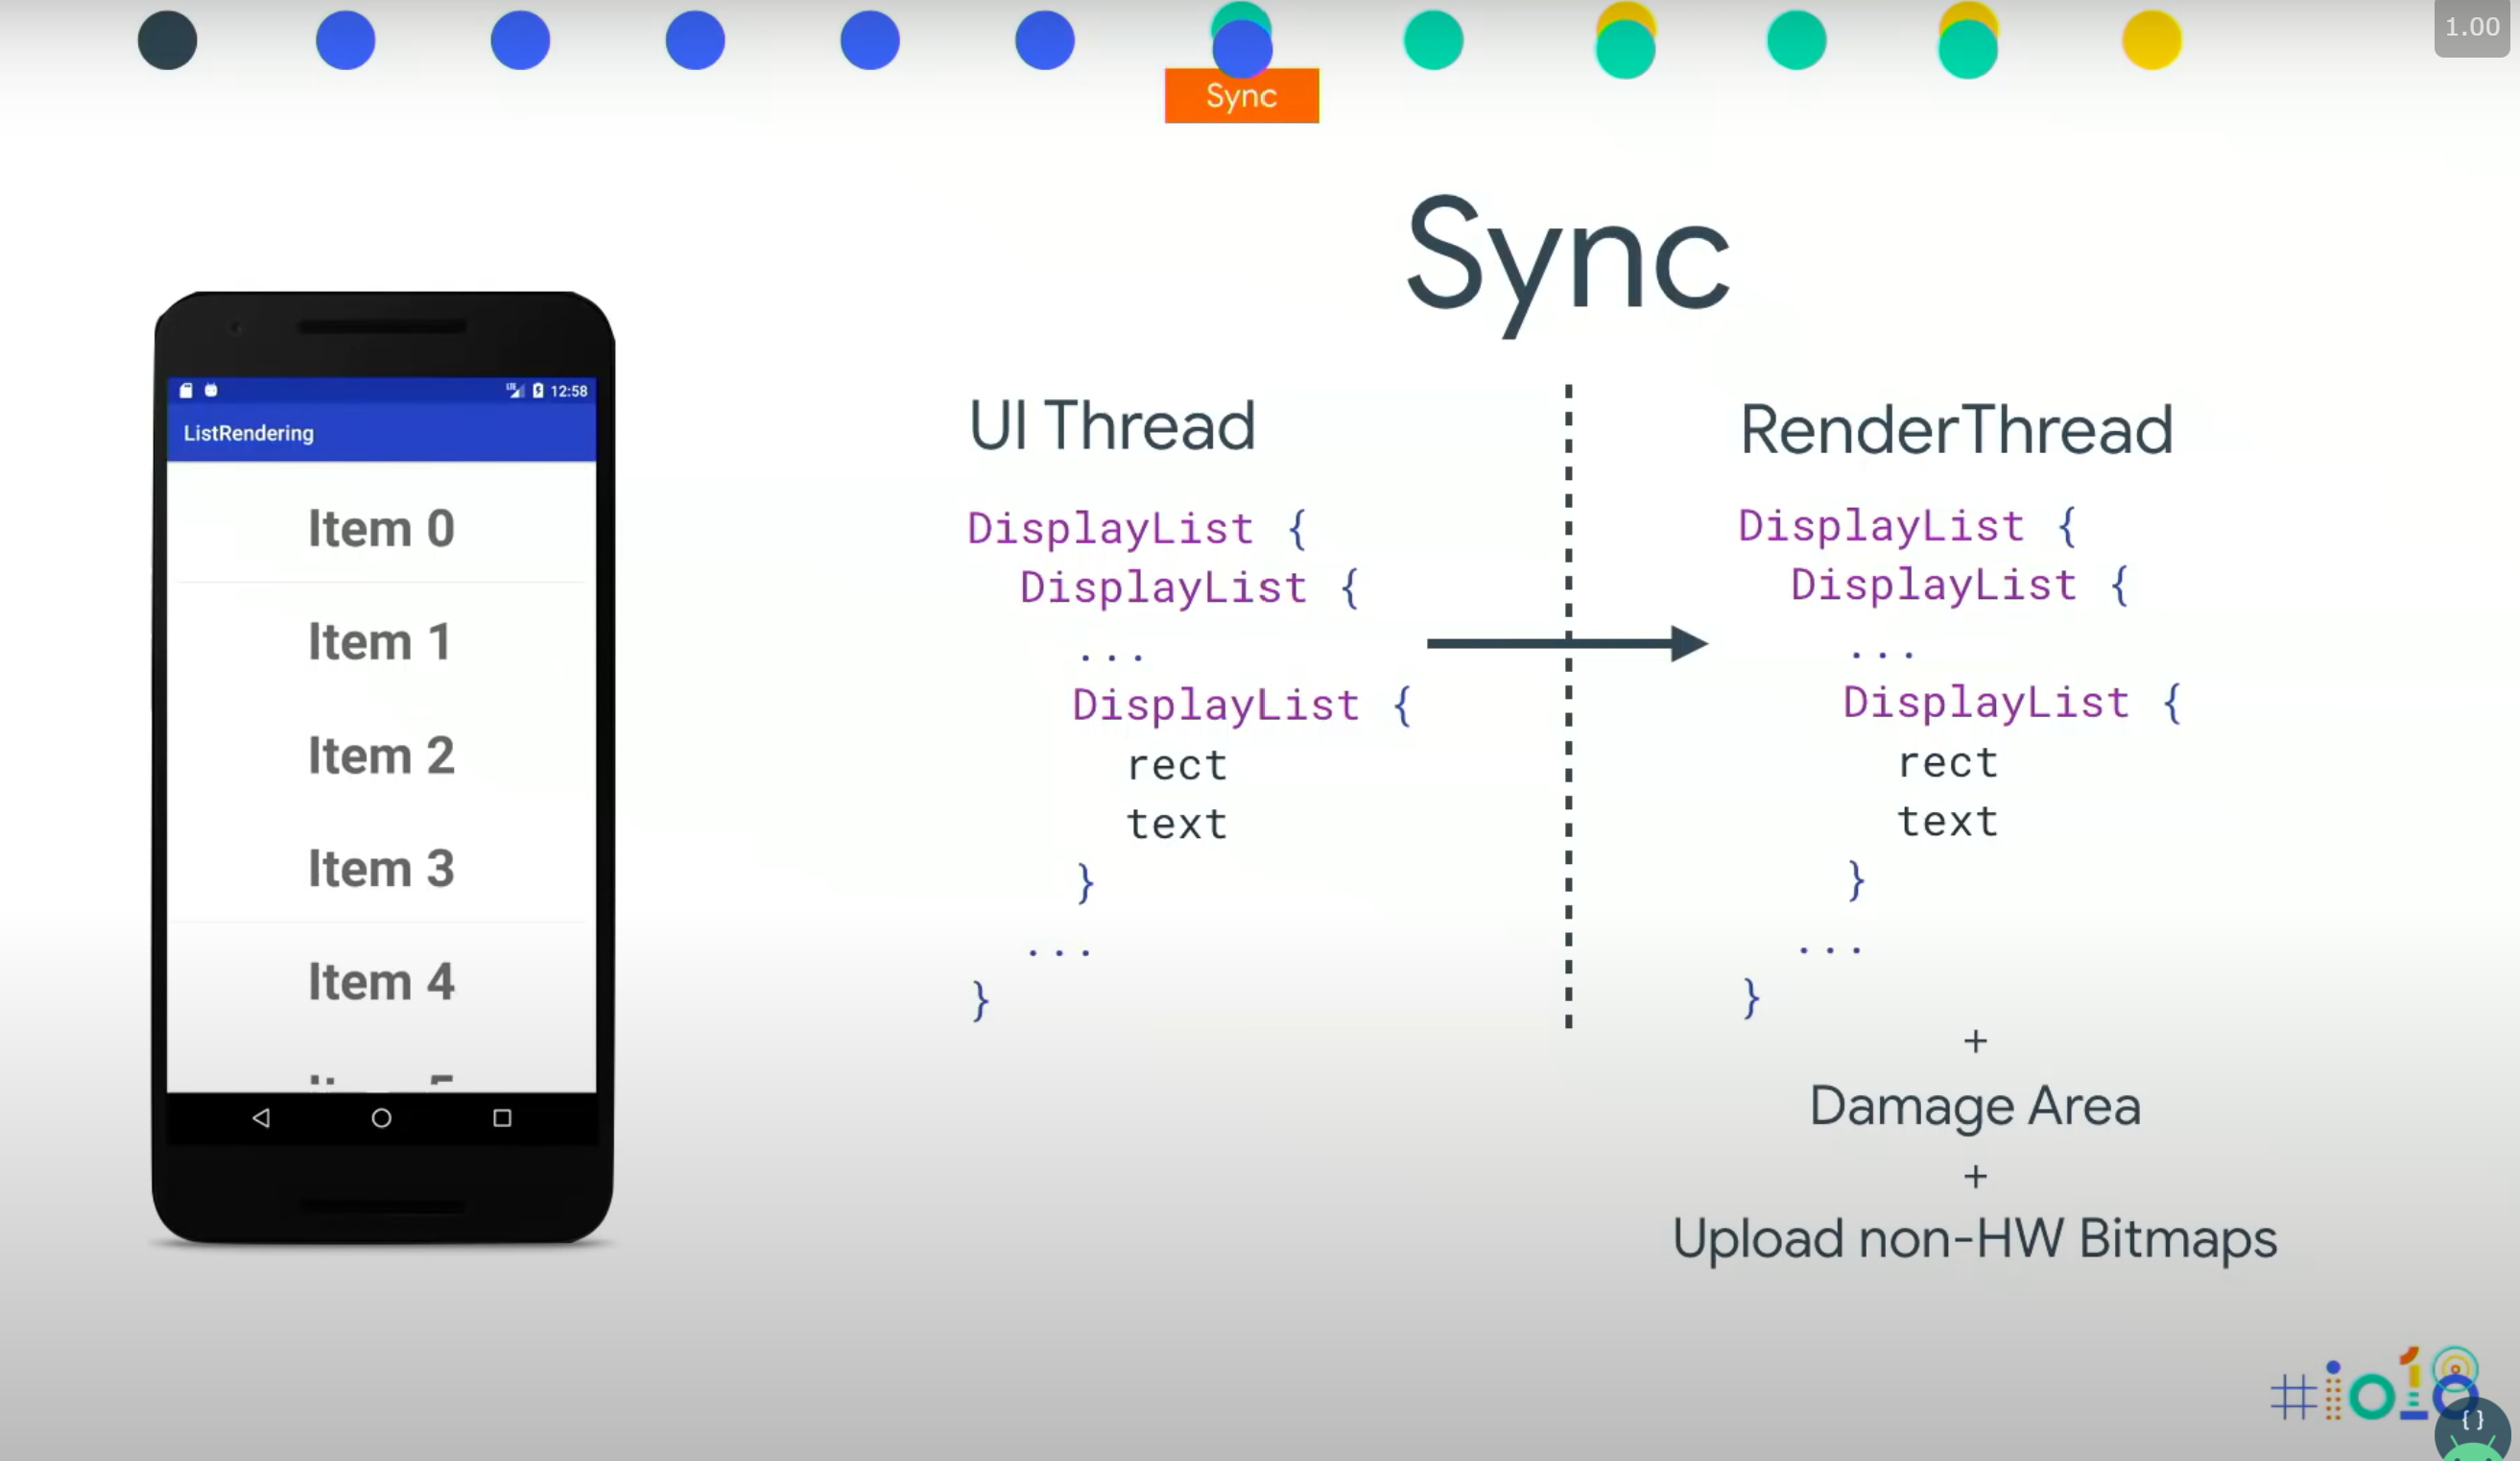 1.00
Sync
Sync
12:58
ListRendering
Item 0
Item 1
Item 2
Item 3
Item 4
UI Thread
DisplayList {
DisplayList {
...
DisplayList {
rect
text
}
...
}
RenderThread
DisplayList {
DisplayList {
...
DisplayList {
rect
text
}
...
}
+
Damage Area
+
Upload non-HW Bitmaps
#io18
{}